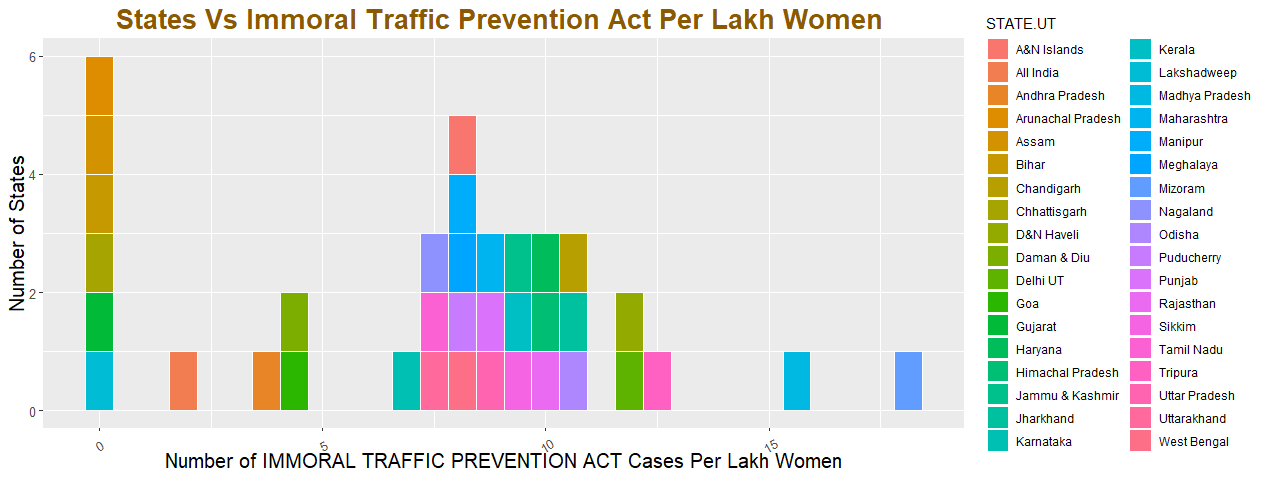 States Vs Immoral Traffic Prevention Act Per Lakh Women
Number of States
6
4
2
0
0
5
10
15
Number of IMMORAL TRAFFIC PREVENTION ACT Cases Per Lakh Women
STATE.UT
A&N Islands
All India
Andhra Pradesh
Arunachal Pradesh
Assam
Bihar
Chandigarh
Chhattisgarh
D&N Haveli
Daman & Diu
Delhi UT
Goa
Gujarat
Haryana
Himachal Pradesh
Jammu & Kashmir
Jharkhand
Karnataka
Kerala
Lakshadweep
Madhya Pradesh
Maharashtra
Manipur
Meghalaya
Mizoram
Nagaland
Odisha
Puducherry
Punjab
Rajasthan
Sikkim
Tamil Nadu
Tripura
Uttar Pradesh
Uttarakhand
West Bengal